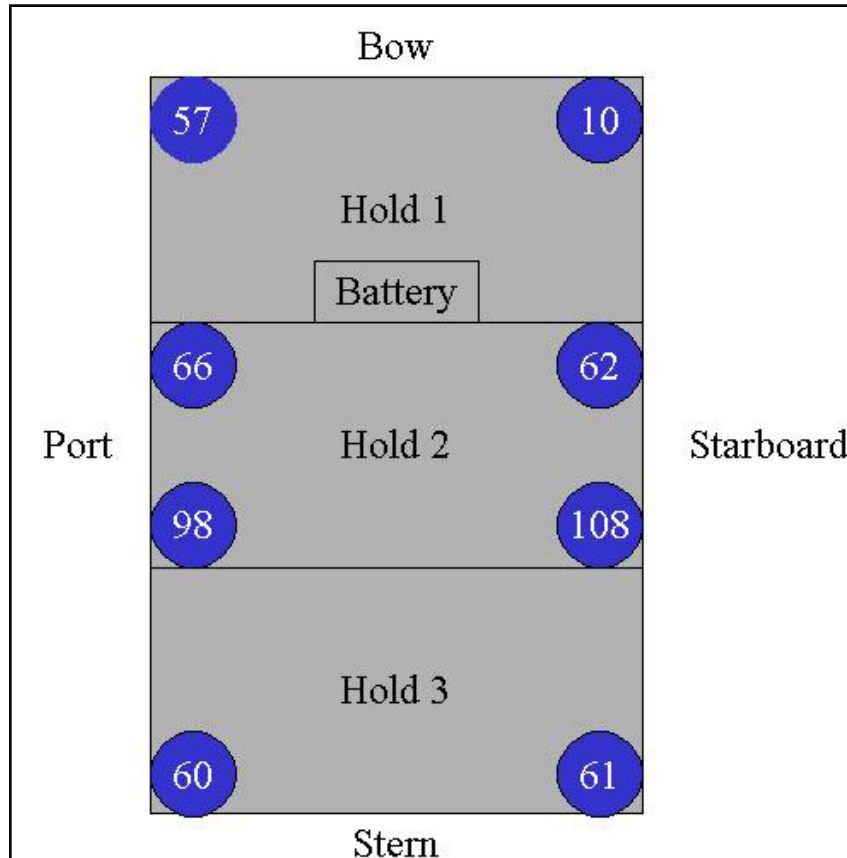 Bow
57
10
Hold 1
Battery
66
62
Port
Hold 2
Starboard
98
108
Hold 3
60
61
Stern